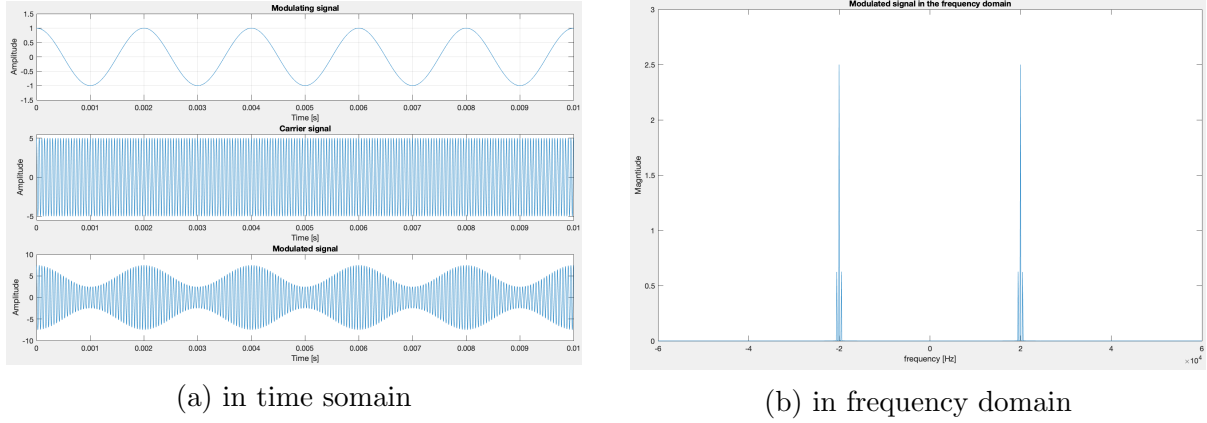 Modulating signal
1.5
1
0.5
0
-0.5
-1
-1.5
Amplitude
0 0.001 0.002 0.003 0.004 0.005 0.006 0.007 0.008 0.009 0.01
Time [s]
Carrier signal
5
0
-5
Amplitude
0 0.001 0.002 0.003 0.004 0.005 0.006 0.007 0.008 0.009 0.01
Time [s]
Modulated signal
10
5
0
-5
-10
Amplitude
0 0.001 0.002 0.003 0.004 0.005 0.006 0.007 0.008 0.009 0.01
Time [s]
(a) in time somain
Modulated signal in the frequency domain
3
2.5
2
1.5
1
0.5
0
Magntiude
-6 -4 -2 0 2 4 6
frequency [Hz]
×10^4
(b) in frequency domain